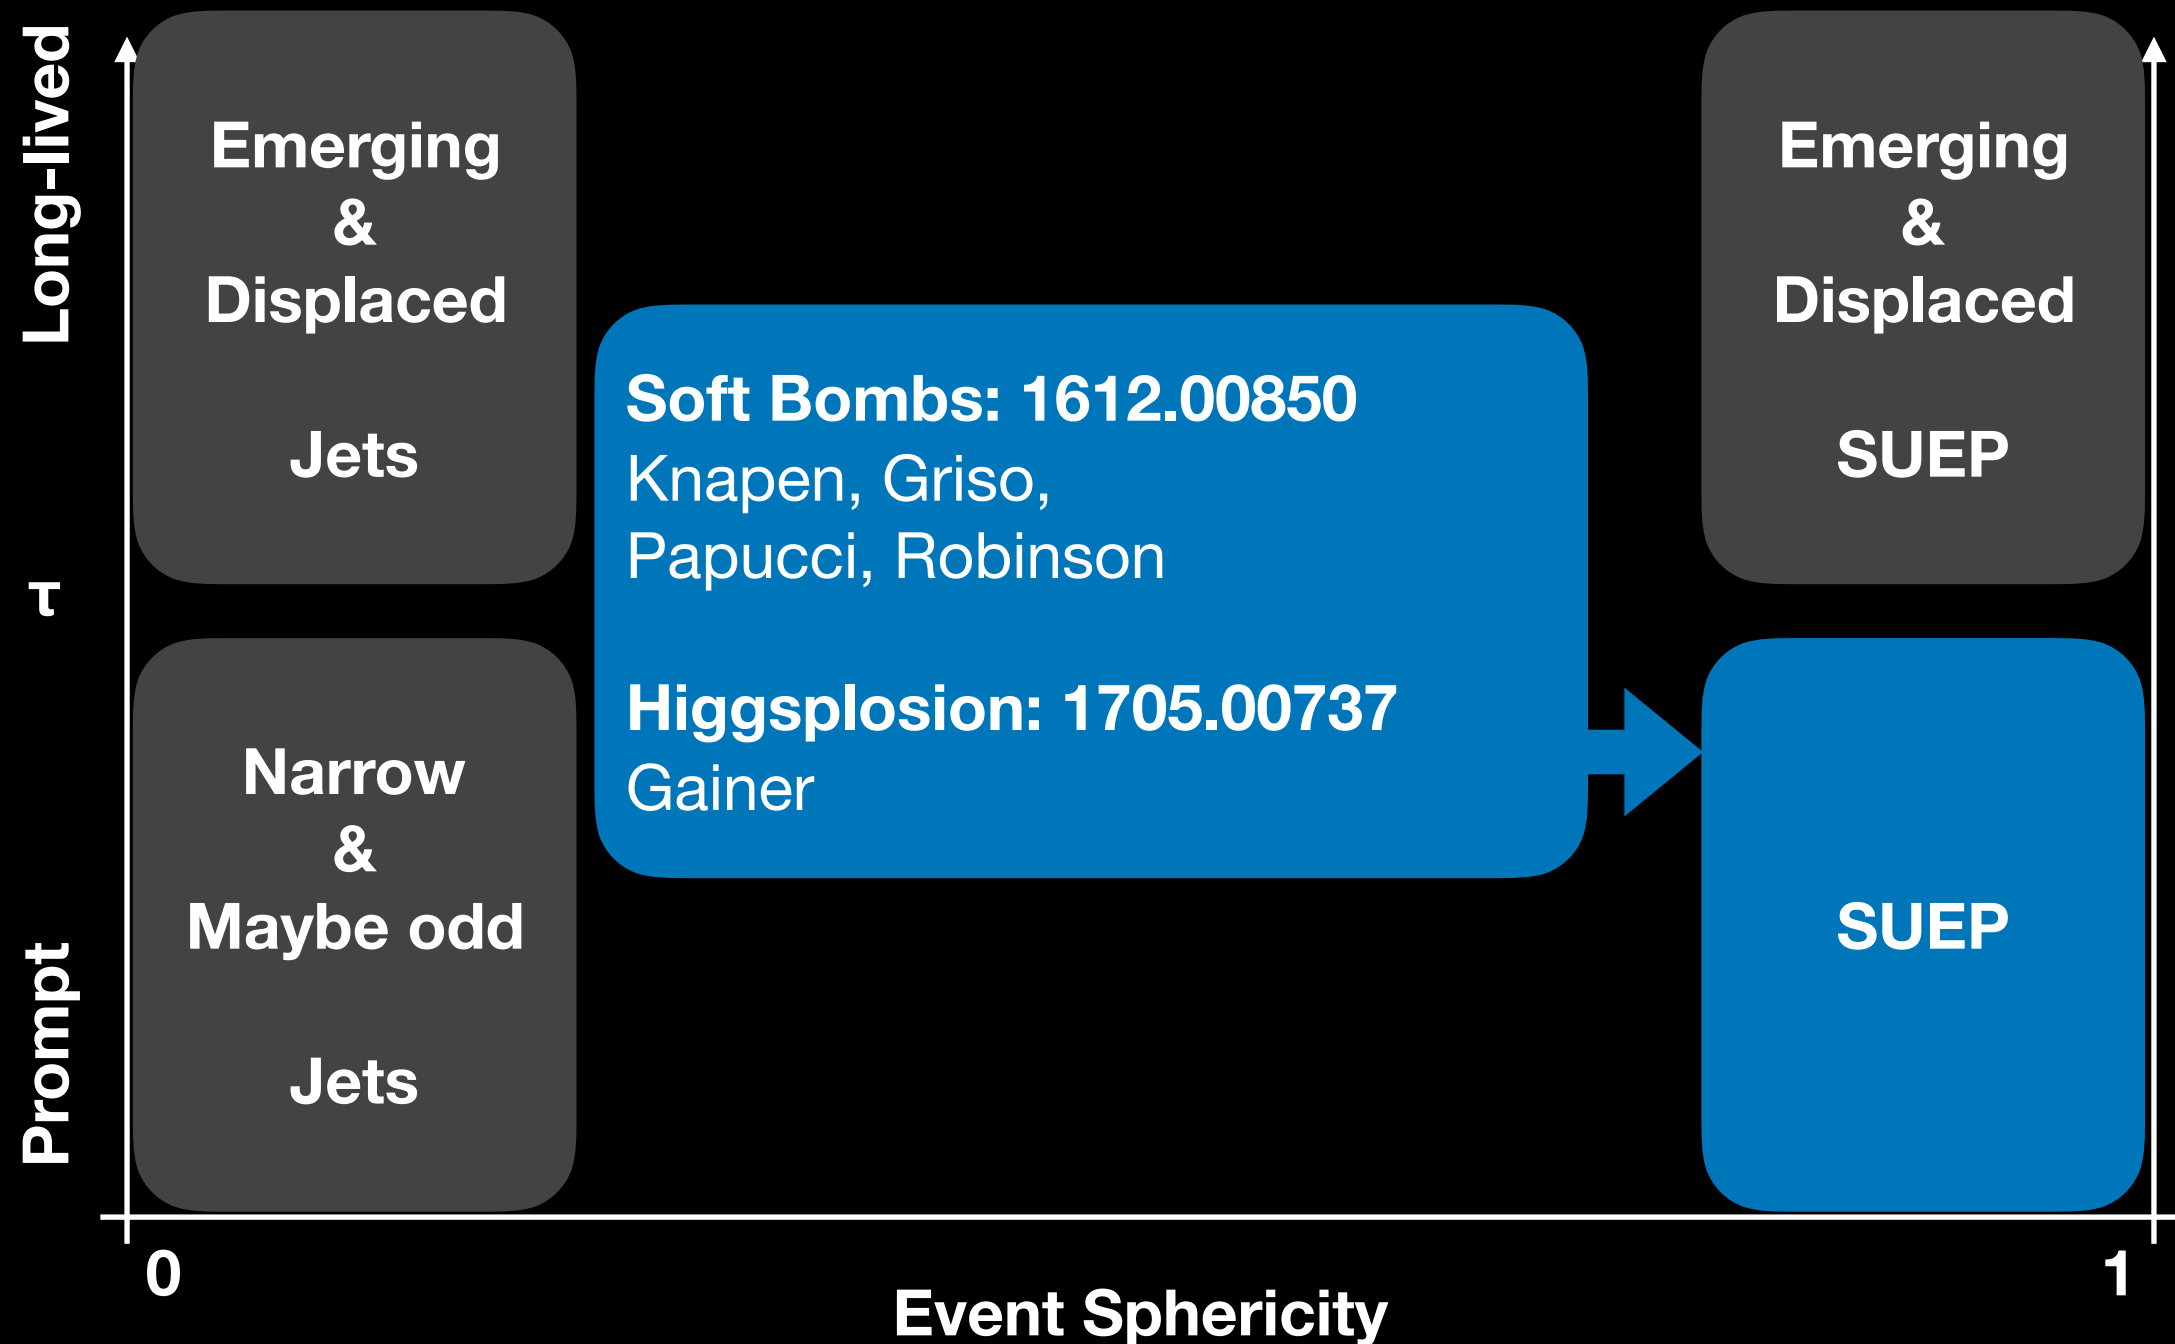 Long-lived
τ
Prompt
Emerging
&
Displaced
Jets
Narrow
&
Maybe odd
Jets
Soft Bombs: 1612.00850
Knapen, Griso,
Papucci, Robinson
Higgsplosion: 1705.00737
Gainer
Emerging
&
Displaced
SUEP
SUEP
0
1
Event Sphericity